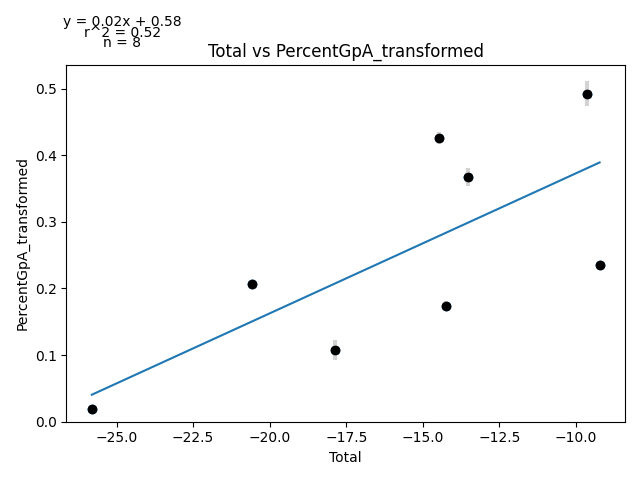 y = 0.02x + 0.58
r^2 = 0.52
n = 8
Total vs PercentGpA_transformed
PercentGpA_transformed
0.5
0.4
0.3
0.2
0.1
0.0
−25.0 −22.5 −20.0 −17.5 −15.0 −12.5 −10.0
Total